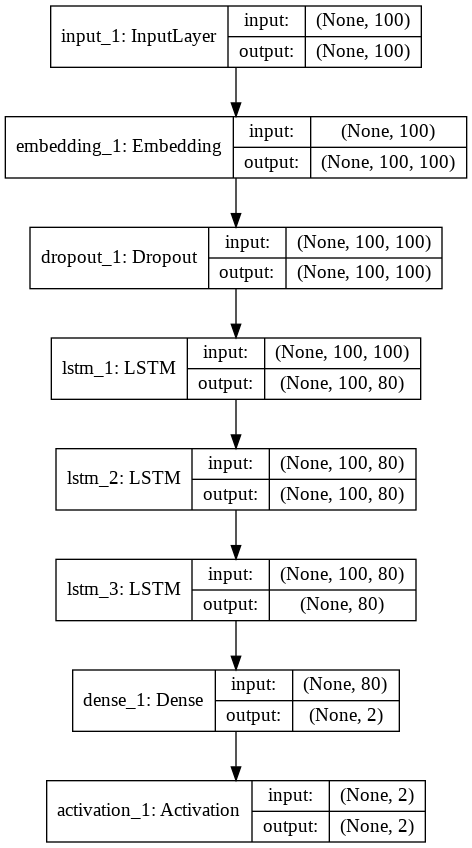 input_1: InputLayer
input: (None, 100)
output: (None, 100)
embedding_1: Embedding
input: (None, 100)
output: (None, 100, 100)
dropout_1: Dropout
input: (None, 100, 100)
output: (None, 100, 100)
lstm_1: LSTM
input: (None, 100, 100)
output: (None, 100, 80)
lstm_2: LSTM
input: (None, 100, 80)
output: (None, 100, 80)
lstm_3: LSTM
input: (None, 100, 80)
output: (None, 80)
dense_1: Dense
input: (None, 80)
output: (None, 2)
activation_1: Activation
input: (None, 2)
output: (None, 2)